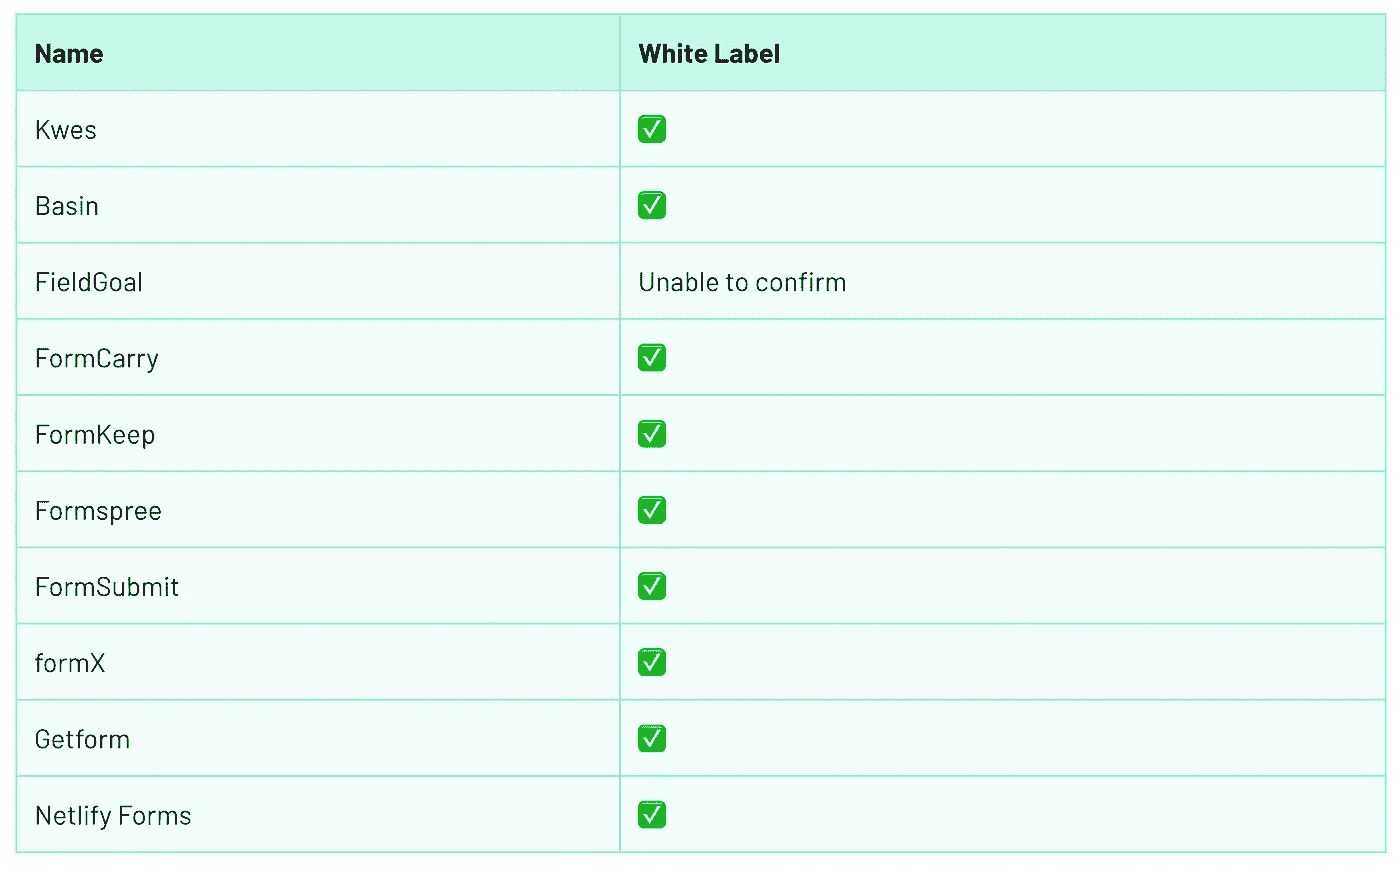 Name White Label
Kwes ✅
Basin ✅
FieldGoal Unable to confirm
FormCarry ✅
FormKeep ✅
Formspree ✅
FormSubmit ✅
formX ✅
Getform ✅
Netlify Forms ✅